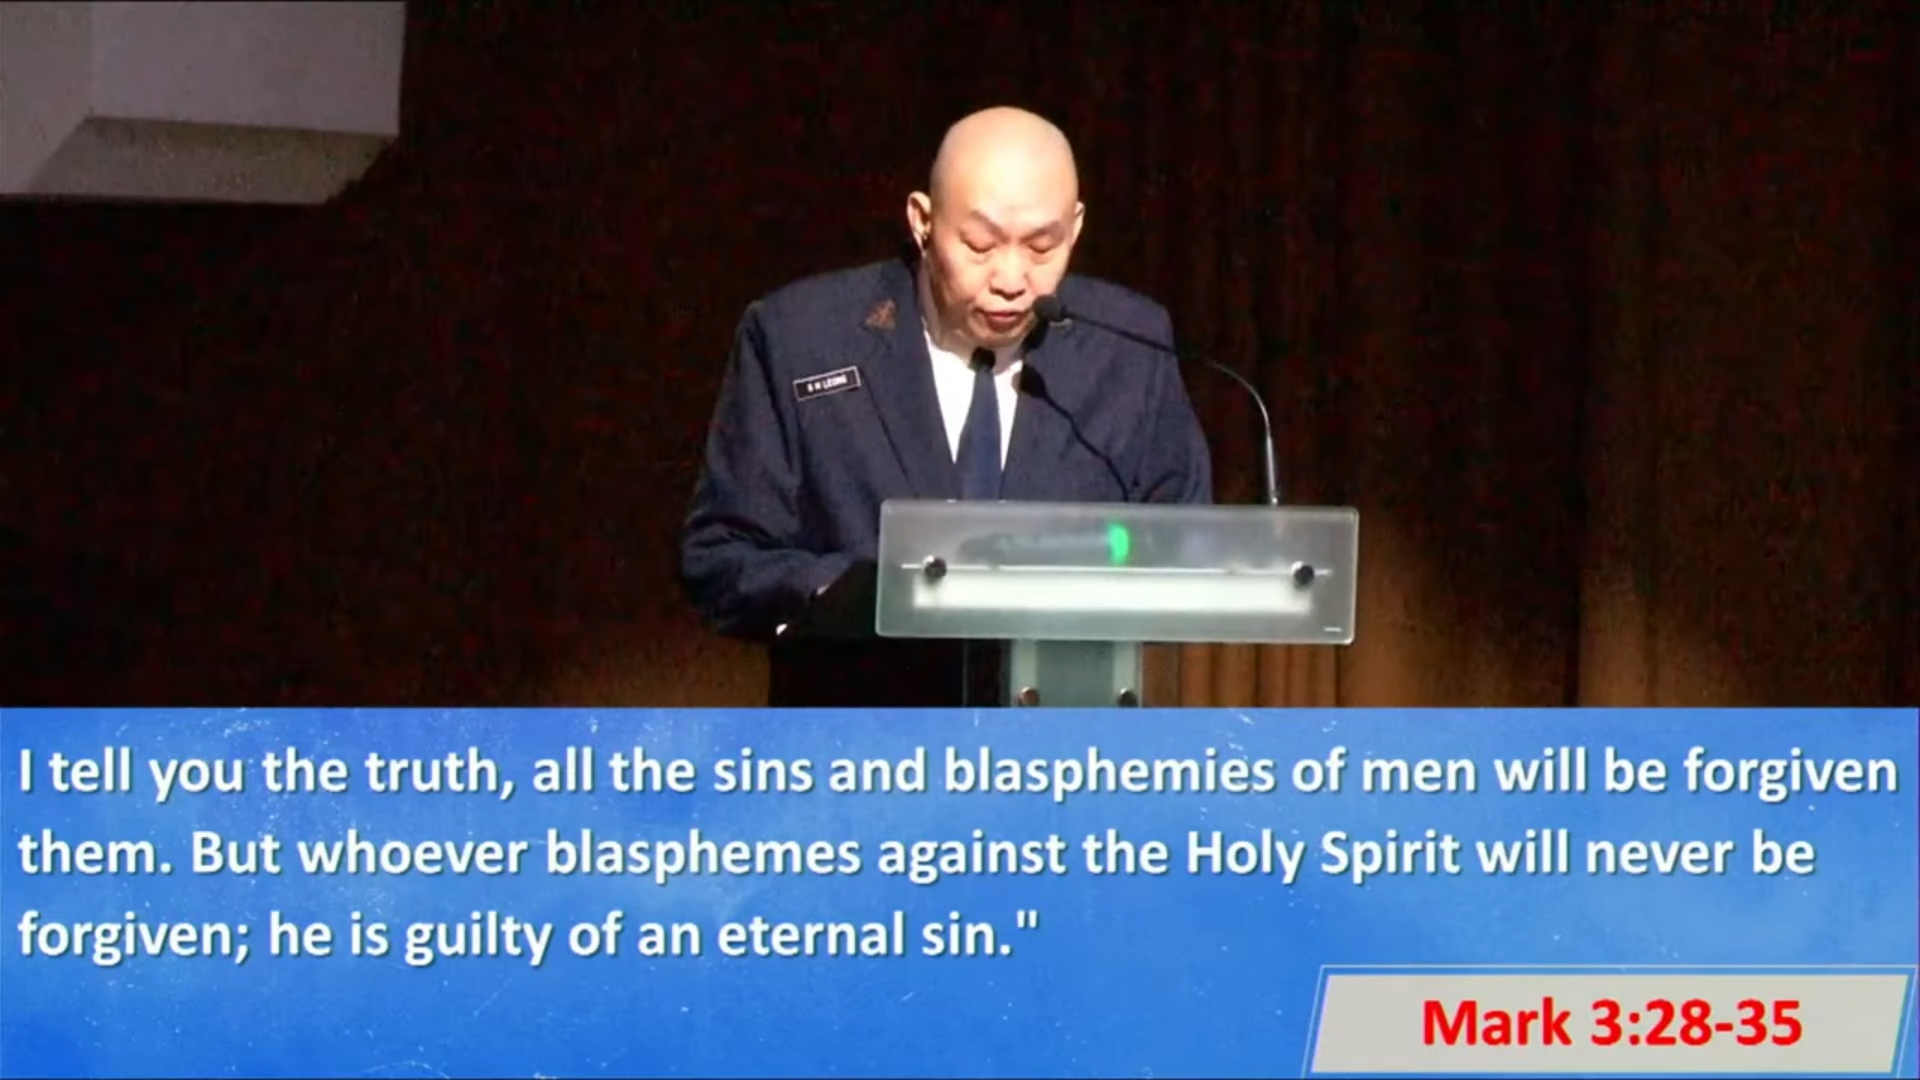 S H LEONG
I tell you the truth, all the sins and blasphemies of men will be forgiven
them. But whoever blasphemes against the Holy Spirit will never be
forgiven; he is guilty of an eternal sin."
Mark 3:28-35